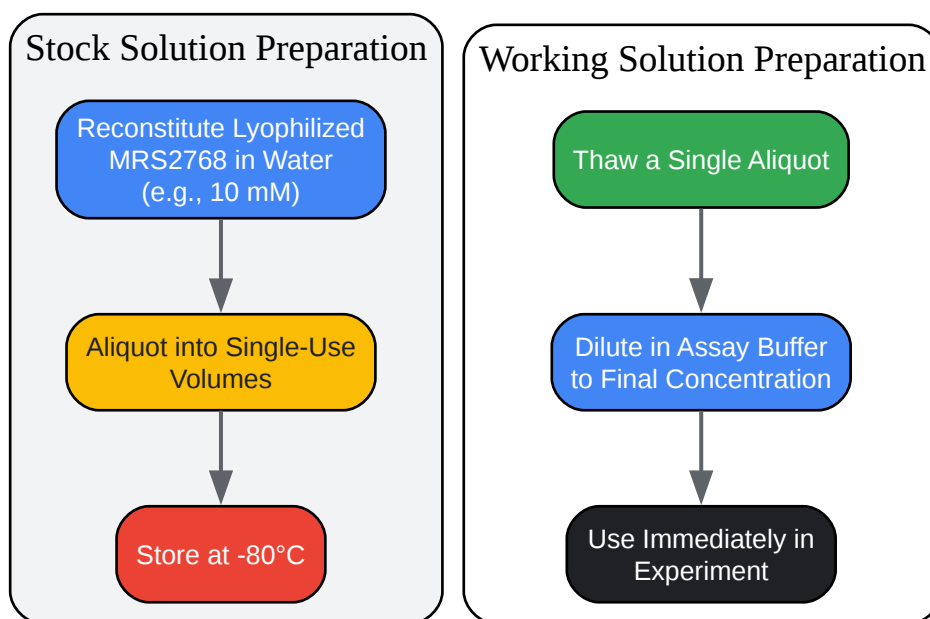 Stock Solution Preparation
Reconstitute Lyophilized
MRS2768 in Water
(e.g., 10 mM)
Aliquot into Single-Use
Volumes
Store at -80°C
Working Solution Preparation
Thaw a Single Aliquot
Dilute in Assay Buffer
to Final Concentration
Use Immediately in
Experiment